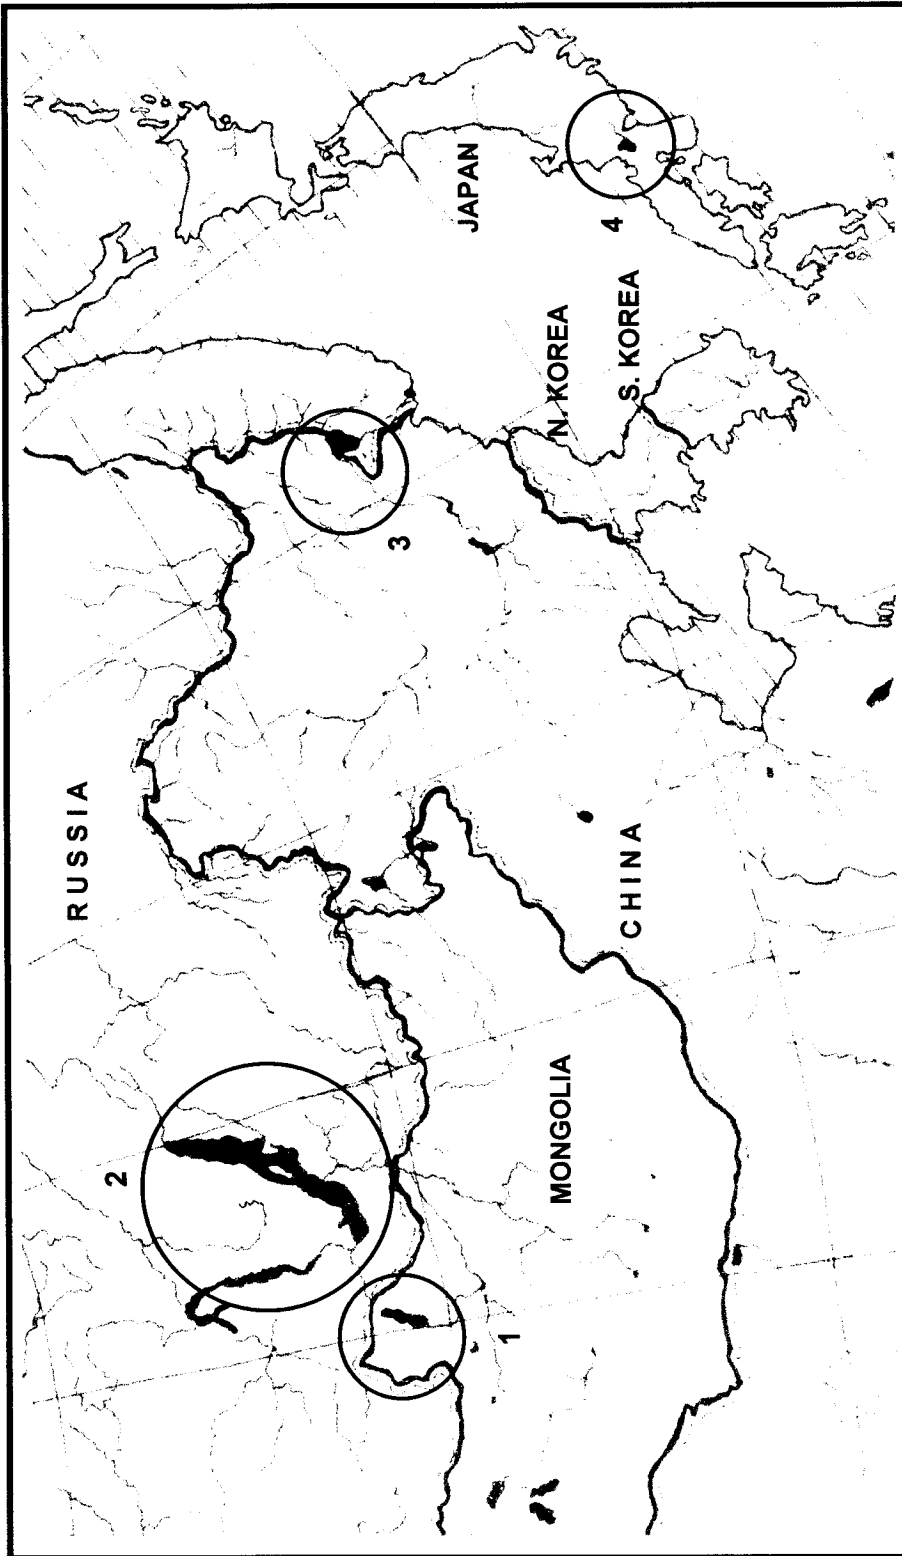 RUSSIA
2
3
JAPAN
1
4
N. KOREA
MONGOLIA
CHINA
S. KOREA